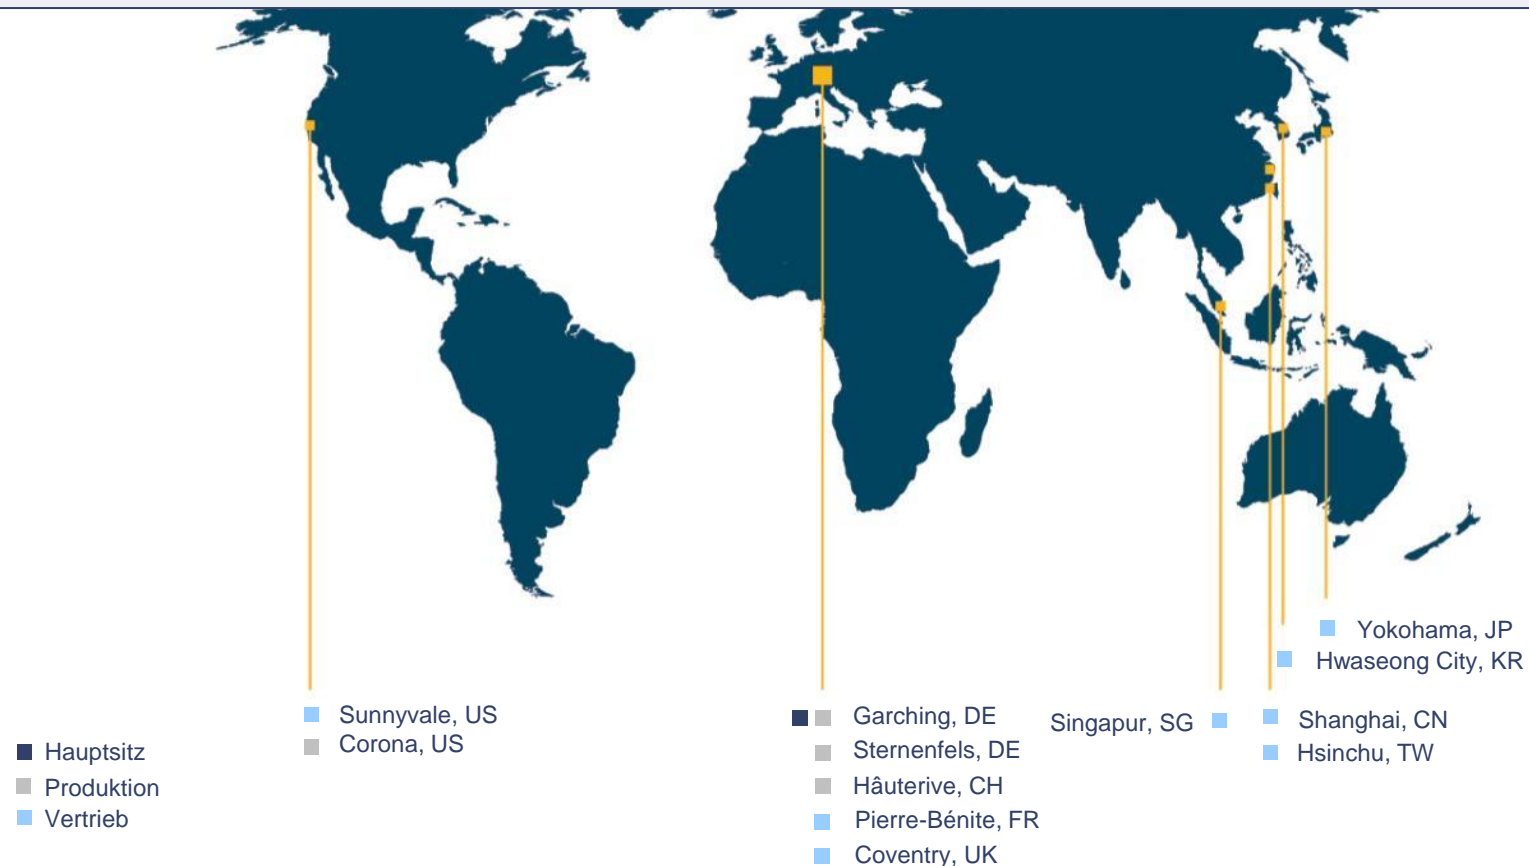 Yokohama, JP
Hwaseong City, KR
Sunnyvale, US
Corona, US
Garching, DE
Sternenfels, DE
Hâuterive, CH
Pierre-Bénite, FR
Coventry, UK
Singapur, SG
Shanghai, CN
Hsinchu, TW
Hauptsitz
Produktion
Vertrieb